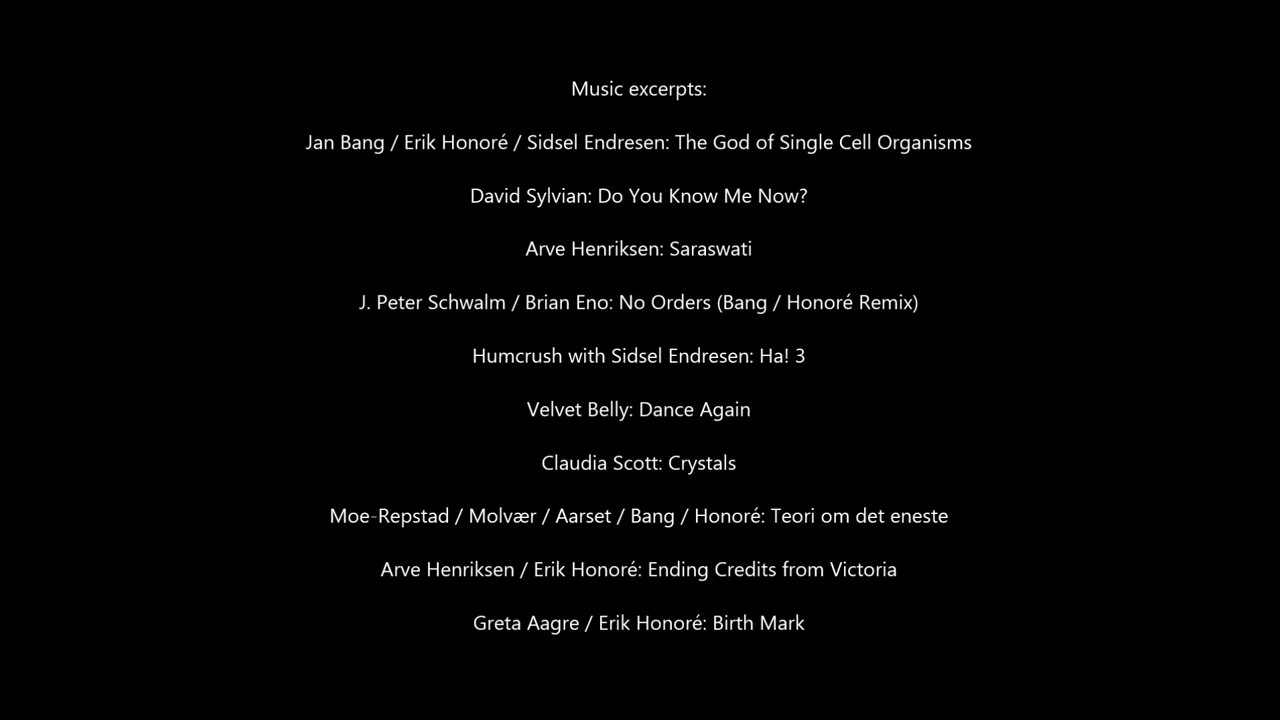 Music excerpts:
Jan Bang / Erik Honoré / Sidsel Endresen: The God of Single Cell Organisms
David Sylvian: Do You Know Me Now?
Arve Henriksen: Saraswati
J. Peter Schwalm / Brian Eno: No Orders (Bang / Honoré Remix)
Humcrush with Sidsel Endresen: Ha! 3
Velvet Belly: Dance Again
Claudia Scott: Crystals
Moe-Repstad / Molvær / Aarset / Bang / Honoré: Teori om det eneste
Arve Henriksen / Erik Honoré: Ending Credits from Victoria
Greta Aagre / Erik Honoré: Birth Mark